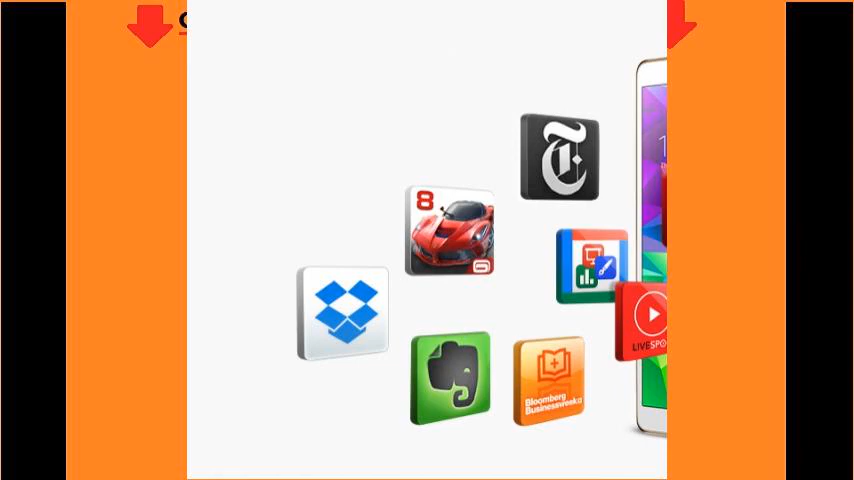 T
8
LIVESPO
Bloomberg
Businessweek+